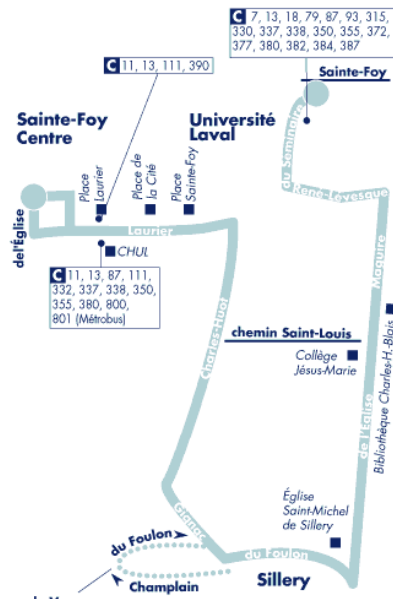 C 7, 13, 18, 79, 87, 93, 315,
330, 337, 338, 350, 355, 372,
377, 380, 382, 384, 387
C 11, 13, 111, 390
Sainte-Foy
Sainte-Foy
Centre
Université
Laval
du Séminaire
René-Lévesque
Place
Laurier
Place de
la Cité
Place
Sainte-Foy
del'Église
Laurier
CHUL
C 11, 13, 87, 111,
332, 337, 338, 350,
355, 380, 800,
801 (Métrobus)
Maguire
Charles-Huot
chemin Saint-Louis
Collège
Jésus-Marie
Bibliothèque Charles-H.-Blais
de l'Église
Église
Saint-Michel
de Sillery
Gignac
du Foulon
du Foulon
Champlain
Sillery